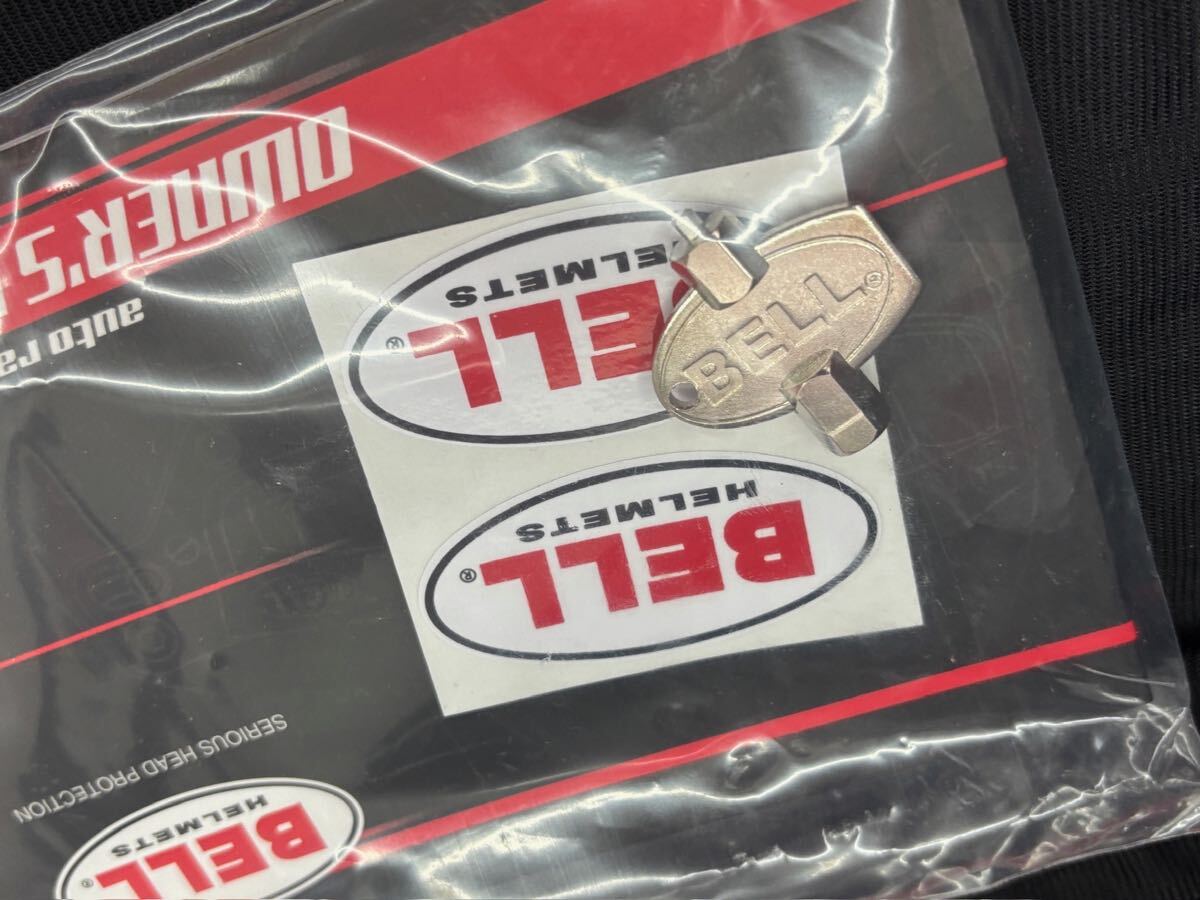 OWNER'S
auto ra
BELL
HELMETS
®
BELL®
BELL
HELMETS
®
SERIOUS HEAD PROTECTION
BELL
HELMETS
®